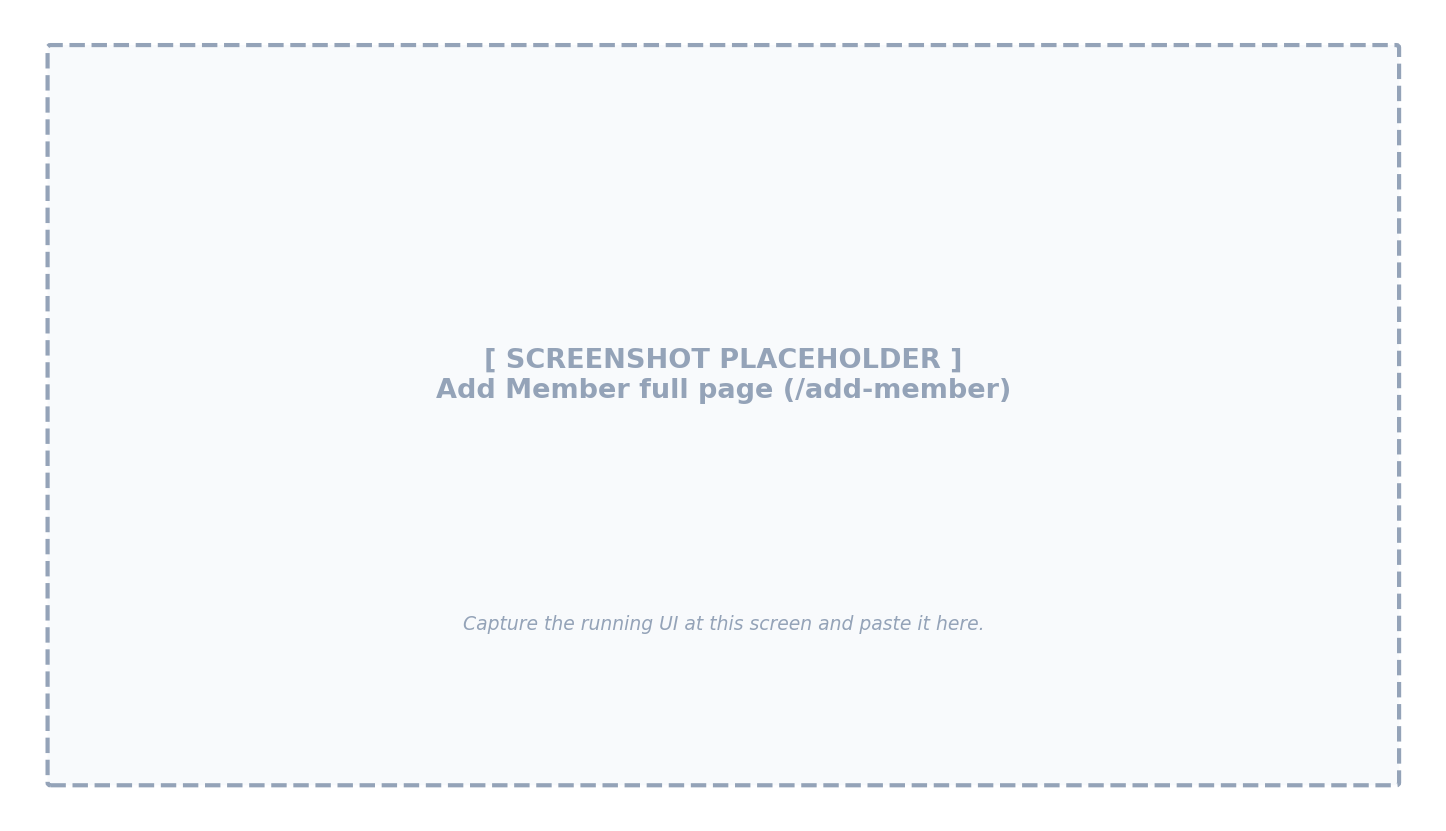 [ SCREENSHOT PLACEHOLDER ]
Add Member full page (/add-member)
Capture the running UI at this screen and paste it here.